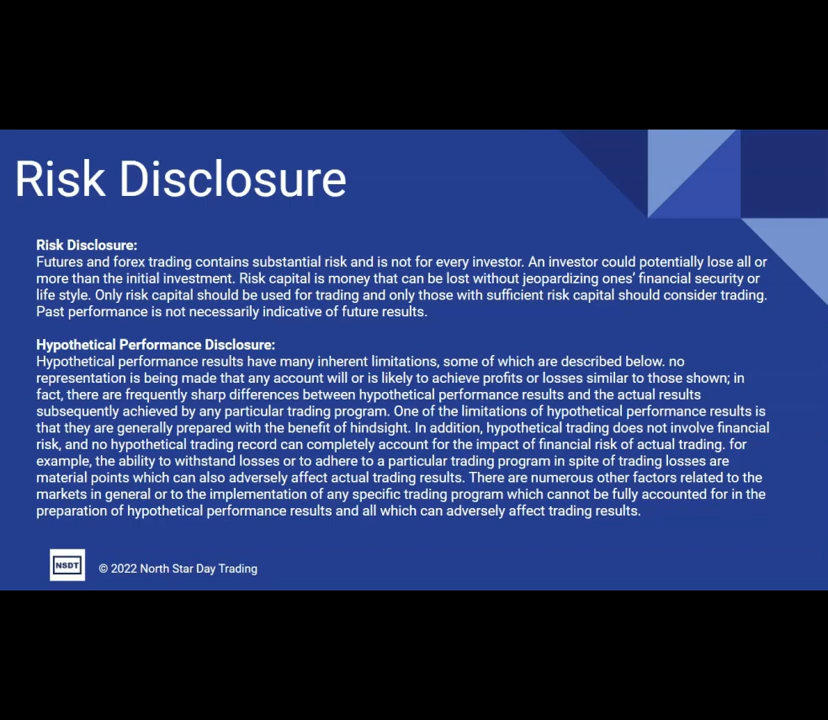 Risk Disclosure
Risk Disclosure:
Futures and forex trading contains substantial risk and is not for every investor. An investor could potentially lose all or
more than the initial investment. Risk capital is money that can be lost without jeopardizing ones’ financial security or
life style. Only risk capital should be used for trading and only those with sufficient risk capital should consider trading.
Past performance is not necessarily indicative of future results.
Hypothetical Performance Disclosure:
Hypothetical performance results have many inherent limitations, some of which are described below. no
representation is being made that any account will or is likely to achieve profits or losses similar to those shown; in
fact, there are frequently sharp differences between hypothetical performance results and the actual results
subsequently achieved by any particular trading program. One of the limitations of hypothetical performance results is
that they are generally prepared with the benefit of hindsight. In addition, hypothetical trading does not involve financial
risk, and no hypothetical trading record can completely account for the impact of financial risk of actual trading. for
example, the ability to withstand losses or to adhere to a particular trading program in spite of trading losses are
material points which can also adversely affect actual trading results. There are numerous other factors related to the
markets in general or to the implementation of any specific trading program which cannot be fully accounted for in the
preparation of hypothetical performance results and all which can adversely affect trading results.
NSDT © 2022 North Star Day Trading